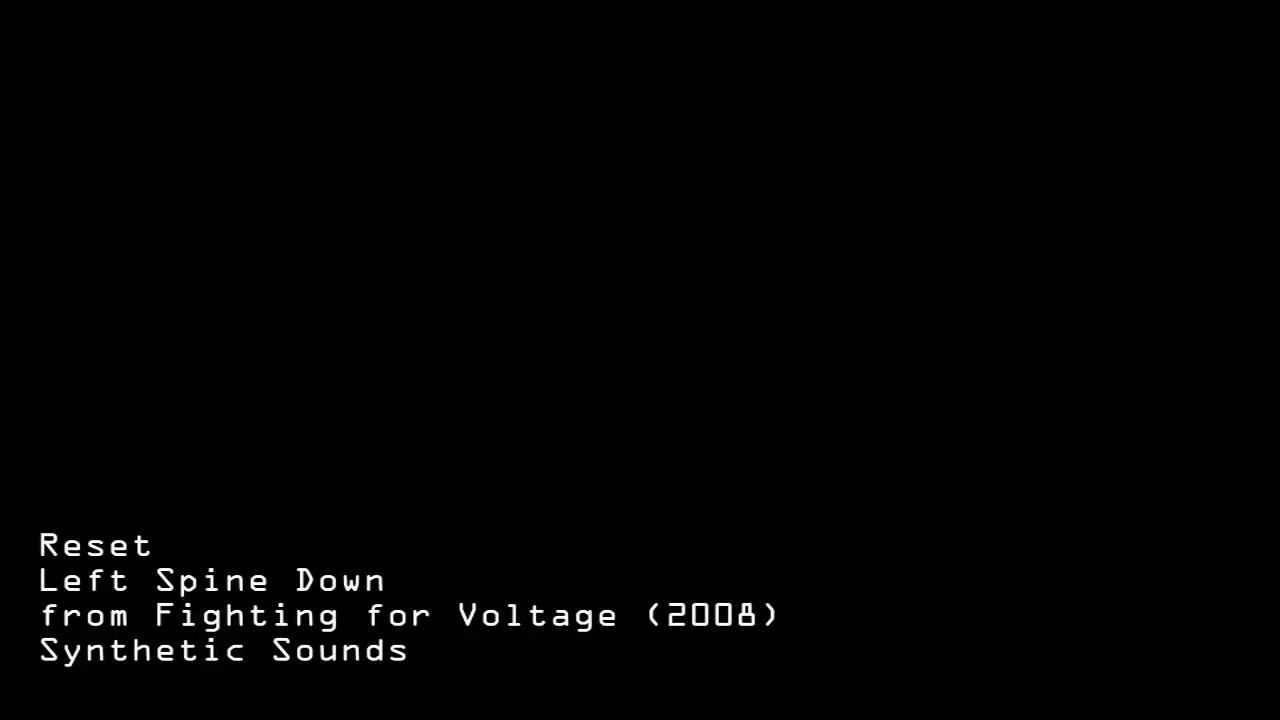 Reset
Left Spine Down
from Fighting for Voltage (2008)
Synthetic Sounds